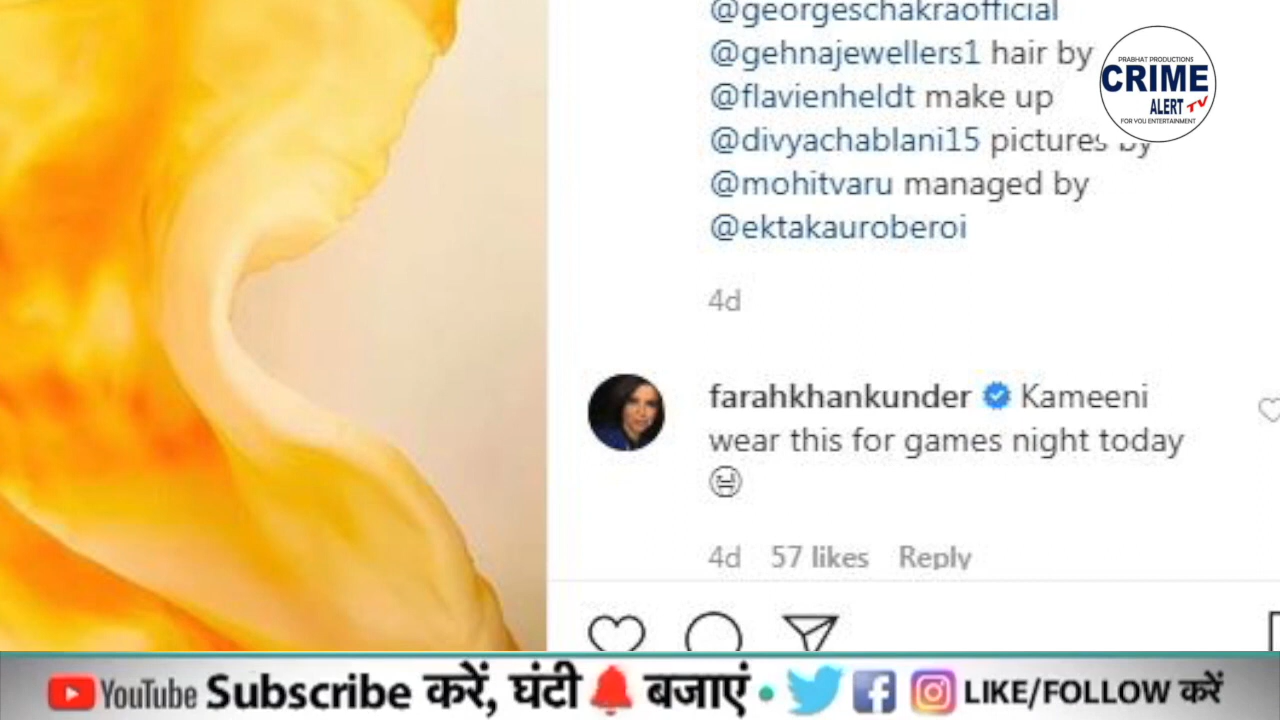 @georgeschakraofficial
@gehnajewellers1 hair by
@flavienheldt make up
@divyachablani15 pictures by
@mohitvaru managed by
@ektakauroberoi
4d
farahkhankunder Kameeni
wear this for games night today
4d 57 likes Reply
PRABHAT PRODUCTIONS
CRIME
ALERT TV
FOR YOU ENTERTAINMENT
YouTube Subscribe करें, घंटी बजाएं • LIKE/FOLLOW करें